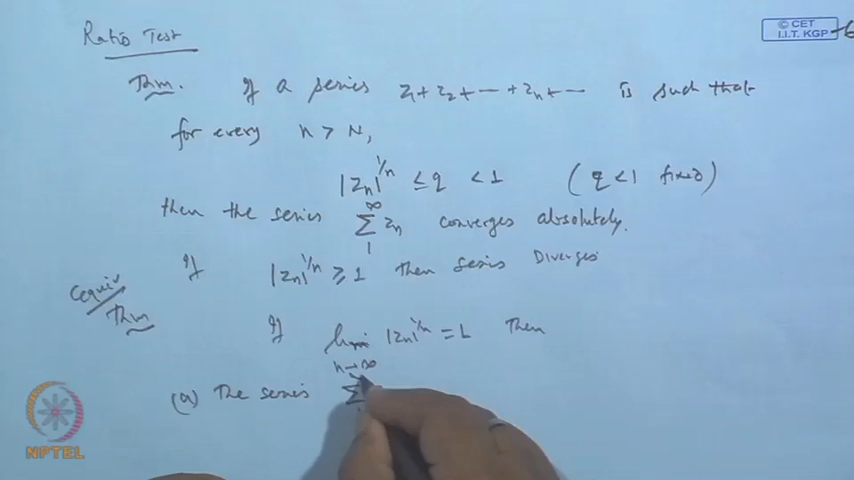 Ratio Test
© CET
I.I.T. KGP
Thm. If a series z₁ + z₂ + — + zₙ + — is such that
for every n > N,
|zₙ|^{1/n} ≤ q < 1 (q < 1 fixed)
then the series ∑₁^∞ zₙ converges absolutely.
If |zₙ|^{1/n} ≥ 1 then series Diverges
Equiv
Thm
If lim_{n→∞} |zₙ|^{1/n} = L Then
(a) The series ∑
NPTEL